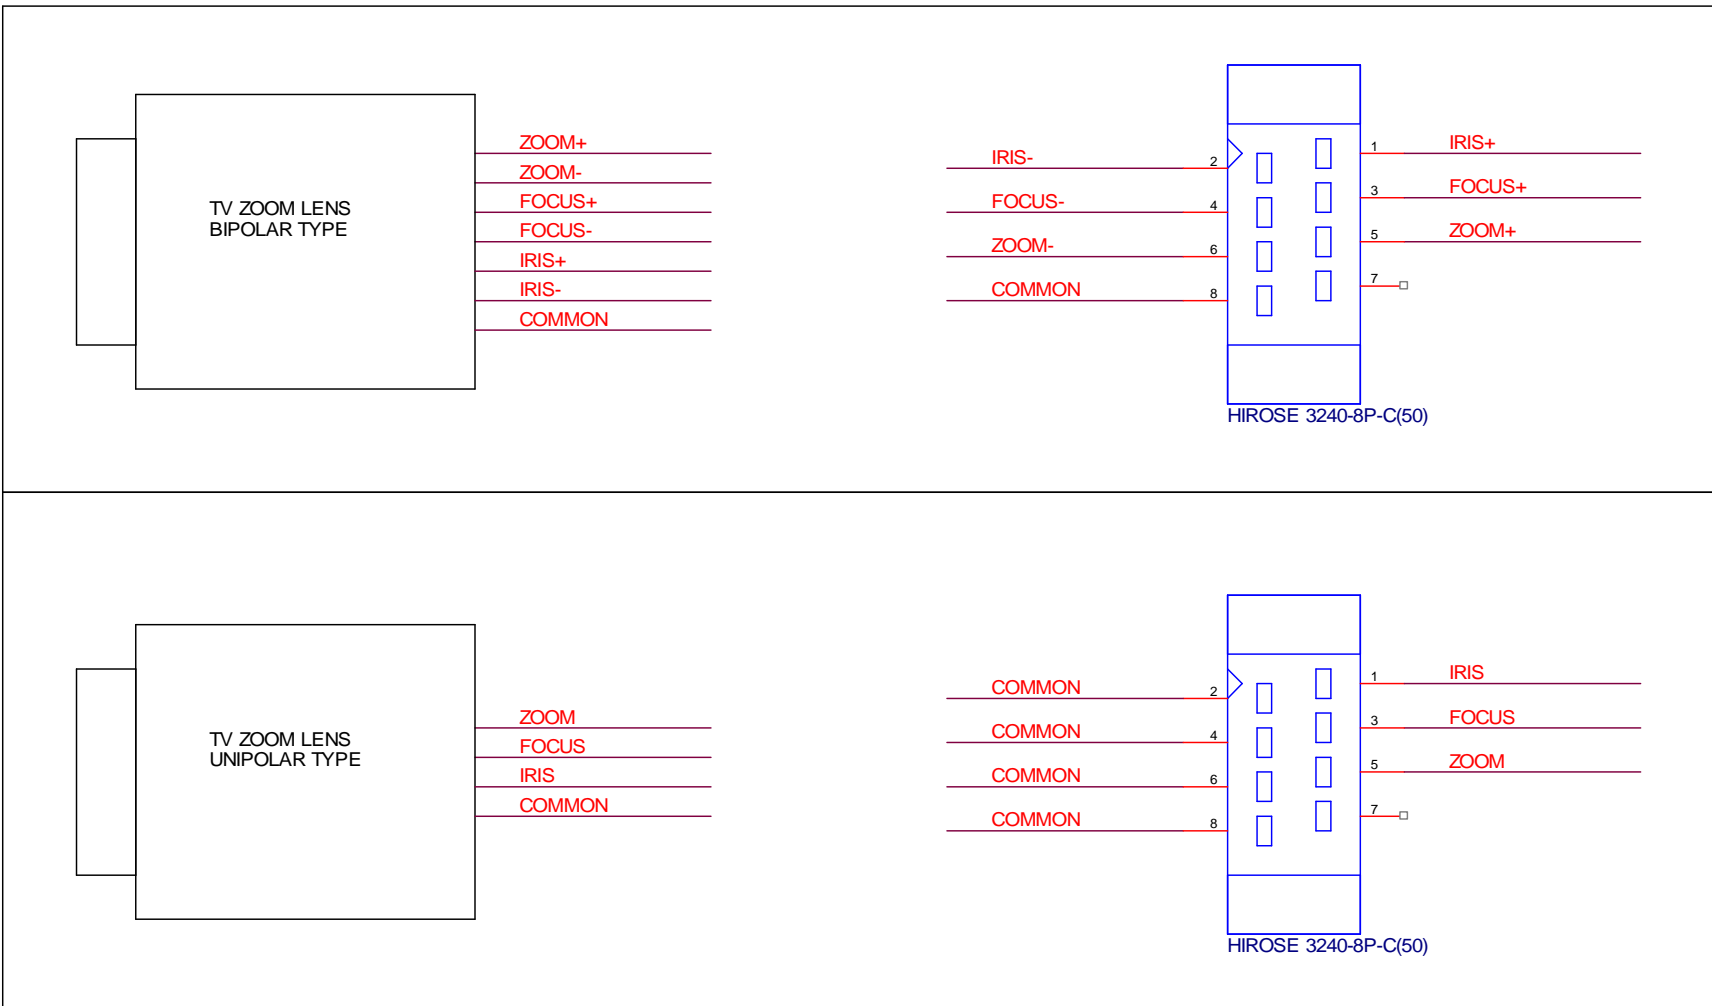 ZOOM+
ZOOM-
FOCUS+
FOCUS-
IRIS+
IRIS-
COMMON
TV ZOOM LENS
BIPOLAR TYPE
IRIS-
FOCUS-
ZOOM-
COMMON
2
4
6
8
1
3
5
7
IRIS+
FOCUS+
ZOOM+
HIROSE 3240-8P-C(50)
ZOOM
FOCUS
IRIS
COMMON
TV ZOOM LENS
UNIPOLAR TYPE
COMMON
COMMON
COMMON
COMMON
2
4
6
8
1
3
5
7
IRIS
FOCUS
ZOOM
HIROSE 3240-8P-C(50)